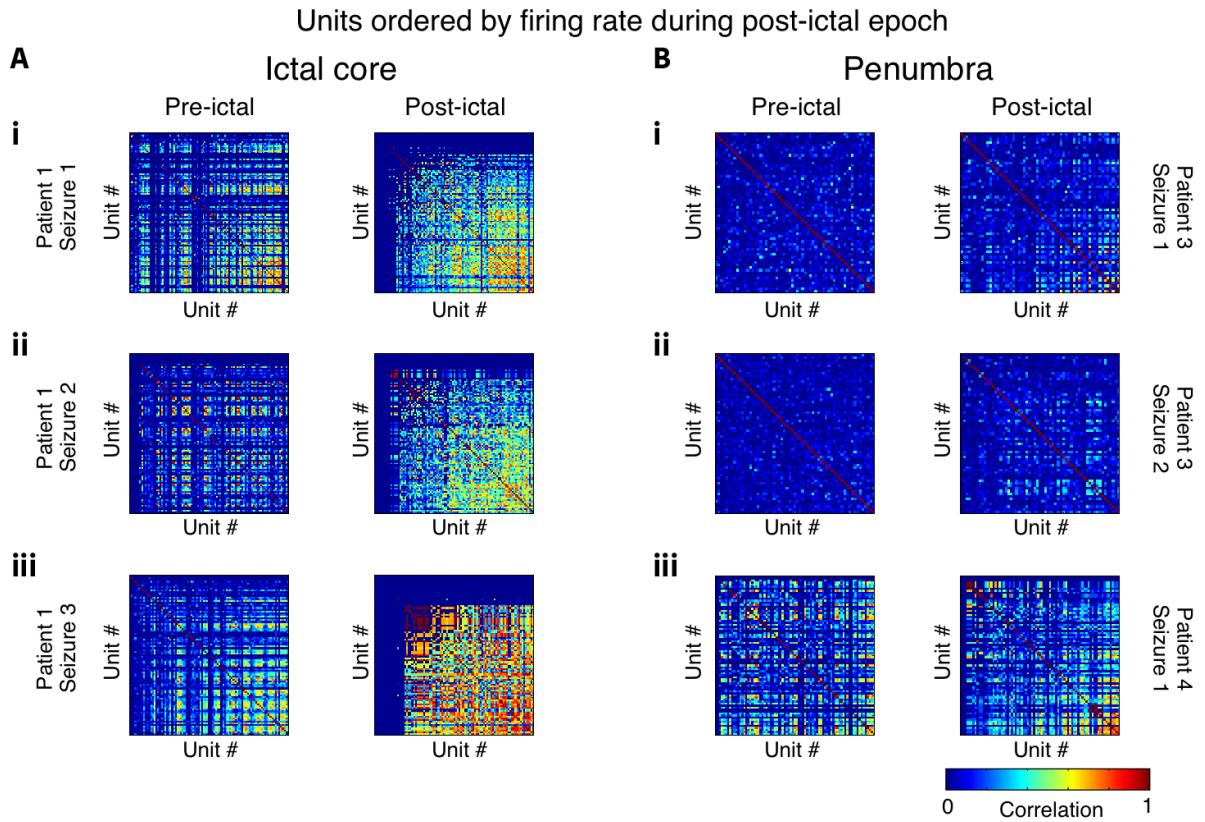 Units ordered by firing rate during post-ictal epoch
A
Ictal core
B
Penumbra
Pre-ictal
Post-ictal
Pre-ictal
Post-ictal
i
Patient 1
Seizure 1
Unit #
Unit #
Unit #
Unit #
i
Unit #
Unit #
Unit #
Unit #
Patient 3
Seizure 1
ii
Patient 1
Seizure 2
Unit #
Unit #
Unit #
Unit #
ii
Unit #
Unit #
Unit #
Unit #
Patient 3
Seizure 2
iii
Patient 1
Seizure 3
Unit #
Unit #
Unit #
Unit #
iii
Unit #
Unit #
Unit #
Unit #
Patient 4
Seizure 1
0
Correlation
1